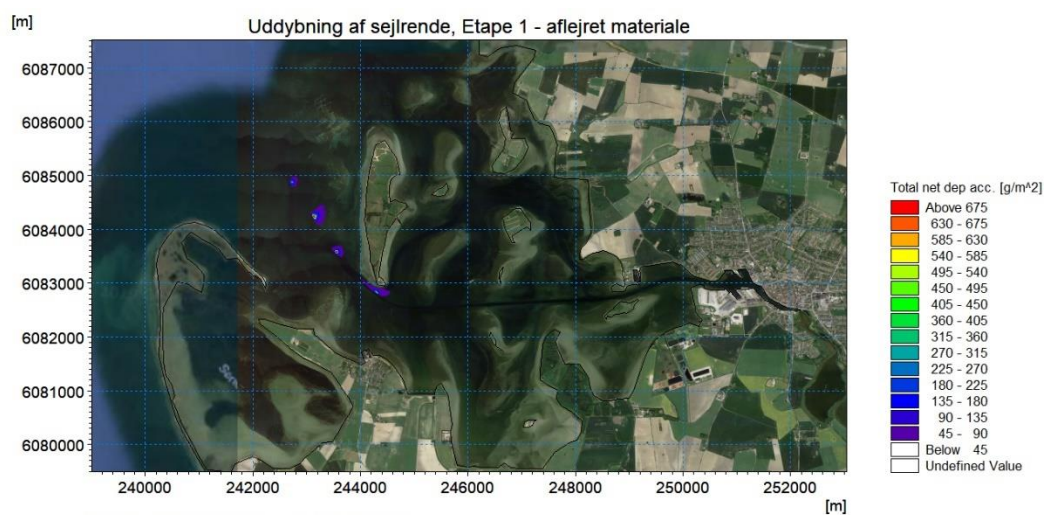 [m]
Uddybning af sejlrende, Etape 1 - aflejret materiale
6087000
6086000
6085000
6084000
6083000
6082000
6081000
6080000
240000 242000 244000 246000 248000 250000 252000
[m]
Total net dep acc. [g/m^2]
Above 675
630 - 675
585 - 630
540 - 585
495 - 540
450 - 495
405 - 450
360 - 405
315 - 360
270 - 315
225 - 270
180 - 225
135 - 180
90 - 135
45 - 90
Below 45
Undefined Value